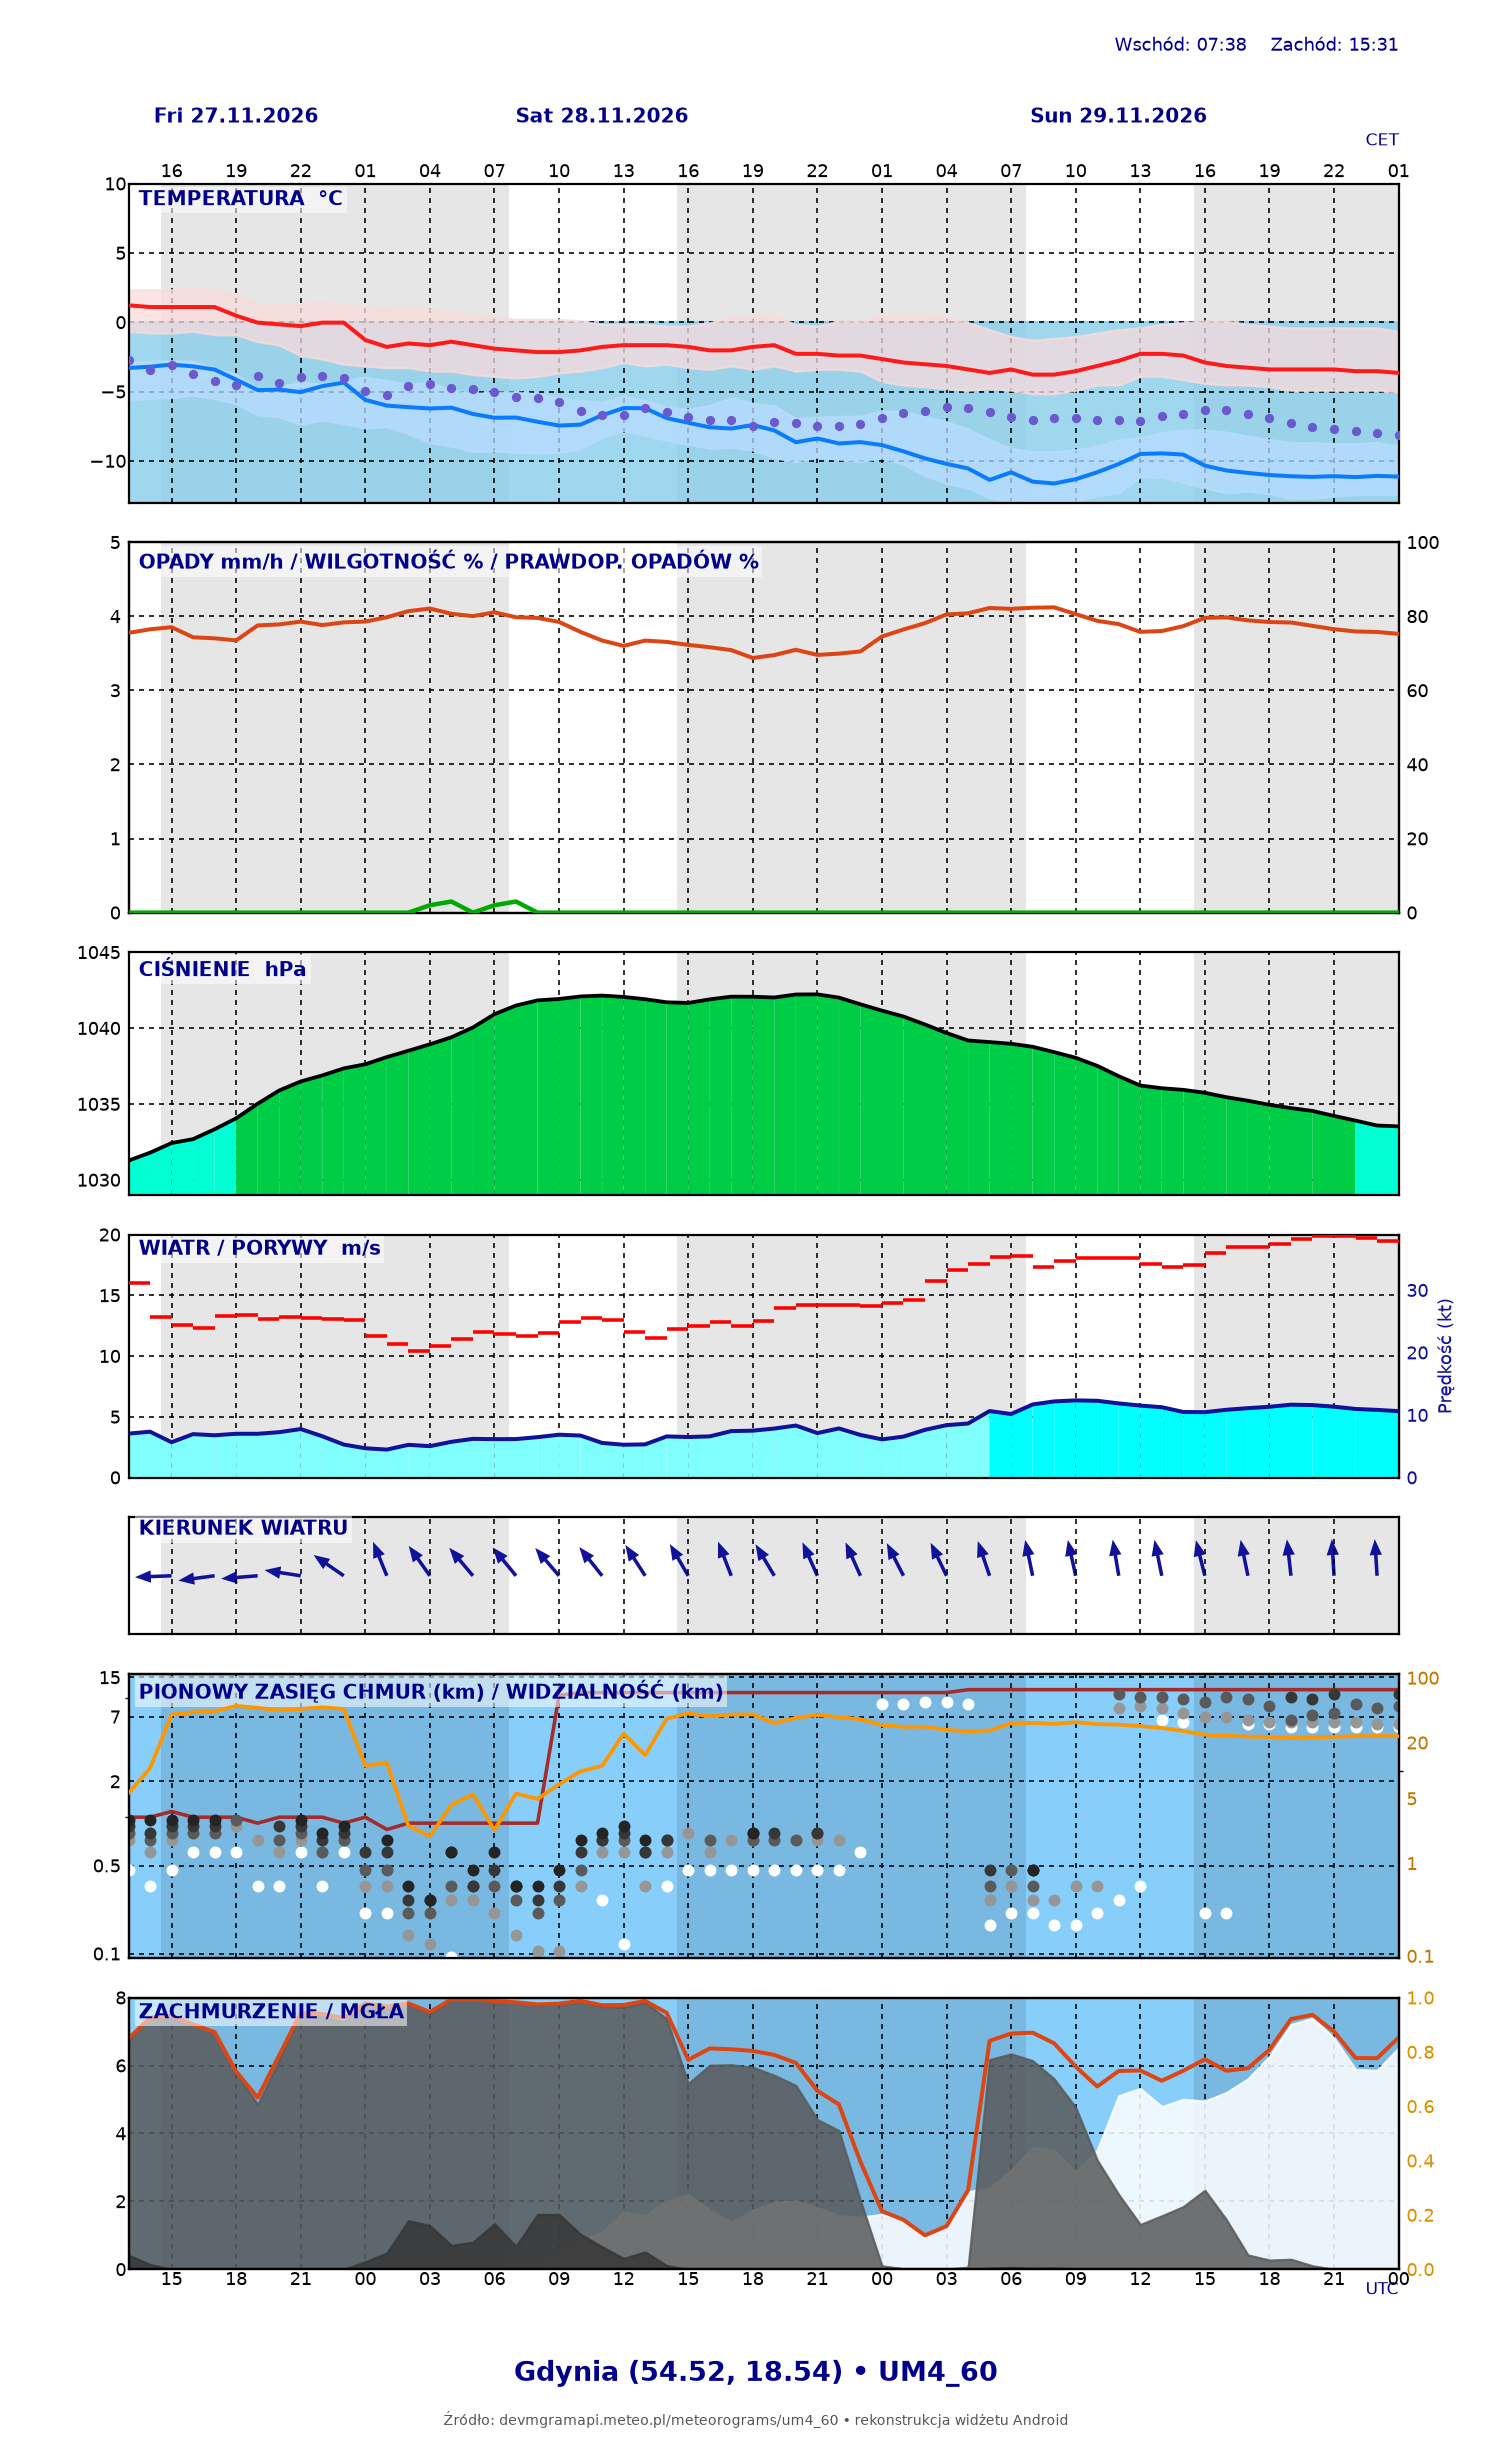 Wschód: 07:38 Zachód: 15:31
Fri 27.11.2026 Sat 28.11.2026 Sun 29.11.2026
CET
16 19 22 01 04 07 10 13 16 19 22 01 04 07 10 13 16 19 22 01
TEMPERATURA °C
10
5
0
−5
−10
OPADY mm/h / WILGOTNOŚĆ % / PRAWDOP. OPADÓW %
5 100
4 80
3 60
2 40
1 20
0 0
CIŚNIENIE hPa
1045
1040
1035
1030
WIATR / PORYWY m/s
20
15 30
10 20
5 10
0 0
Prędkość (kt)
KIERUNEK WIATRU
PIONOWY ZASIĘG CHMUR (km) / WIDZIALNOŚĆ (km)
15 100
7 20
2 5
0.5 1
0.1 0.1
ZACHMURZENIE / MGŁA
8 1.0
0.8
6
0.6
4
0.4
2
0.2
0 0.0
15 18 21 00 03 06 09 12 15 18 21 00 03 06 09 12 15 18 21 00
UTC
Gdynia (54.52, 18.54) • UM4_60
Źródło: devmgramapi.meteo.pl/meteorograms/um4_60 • rekonstrukcja widżetu Android